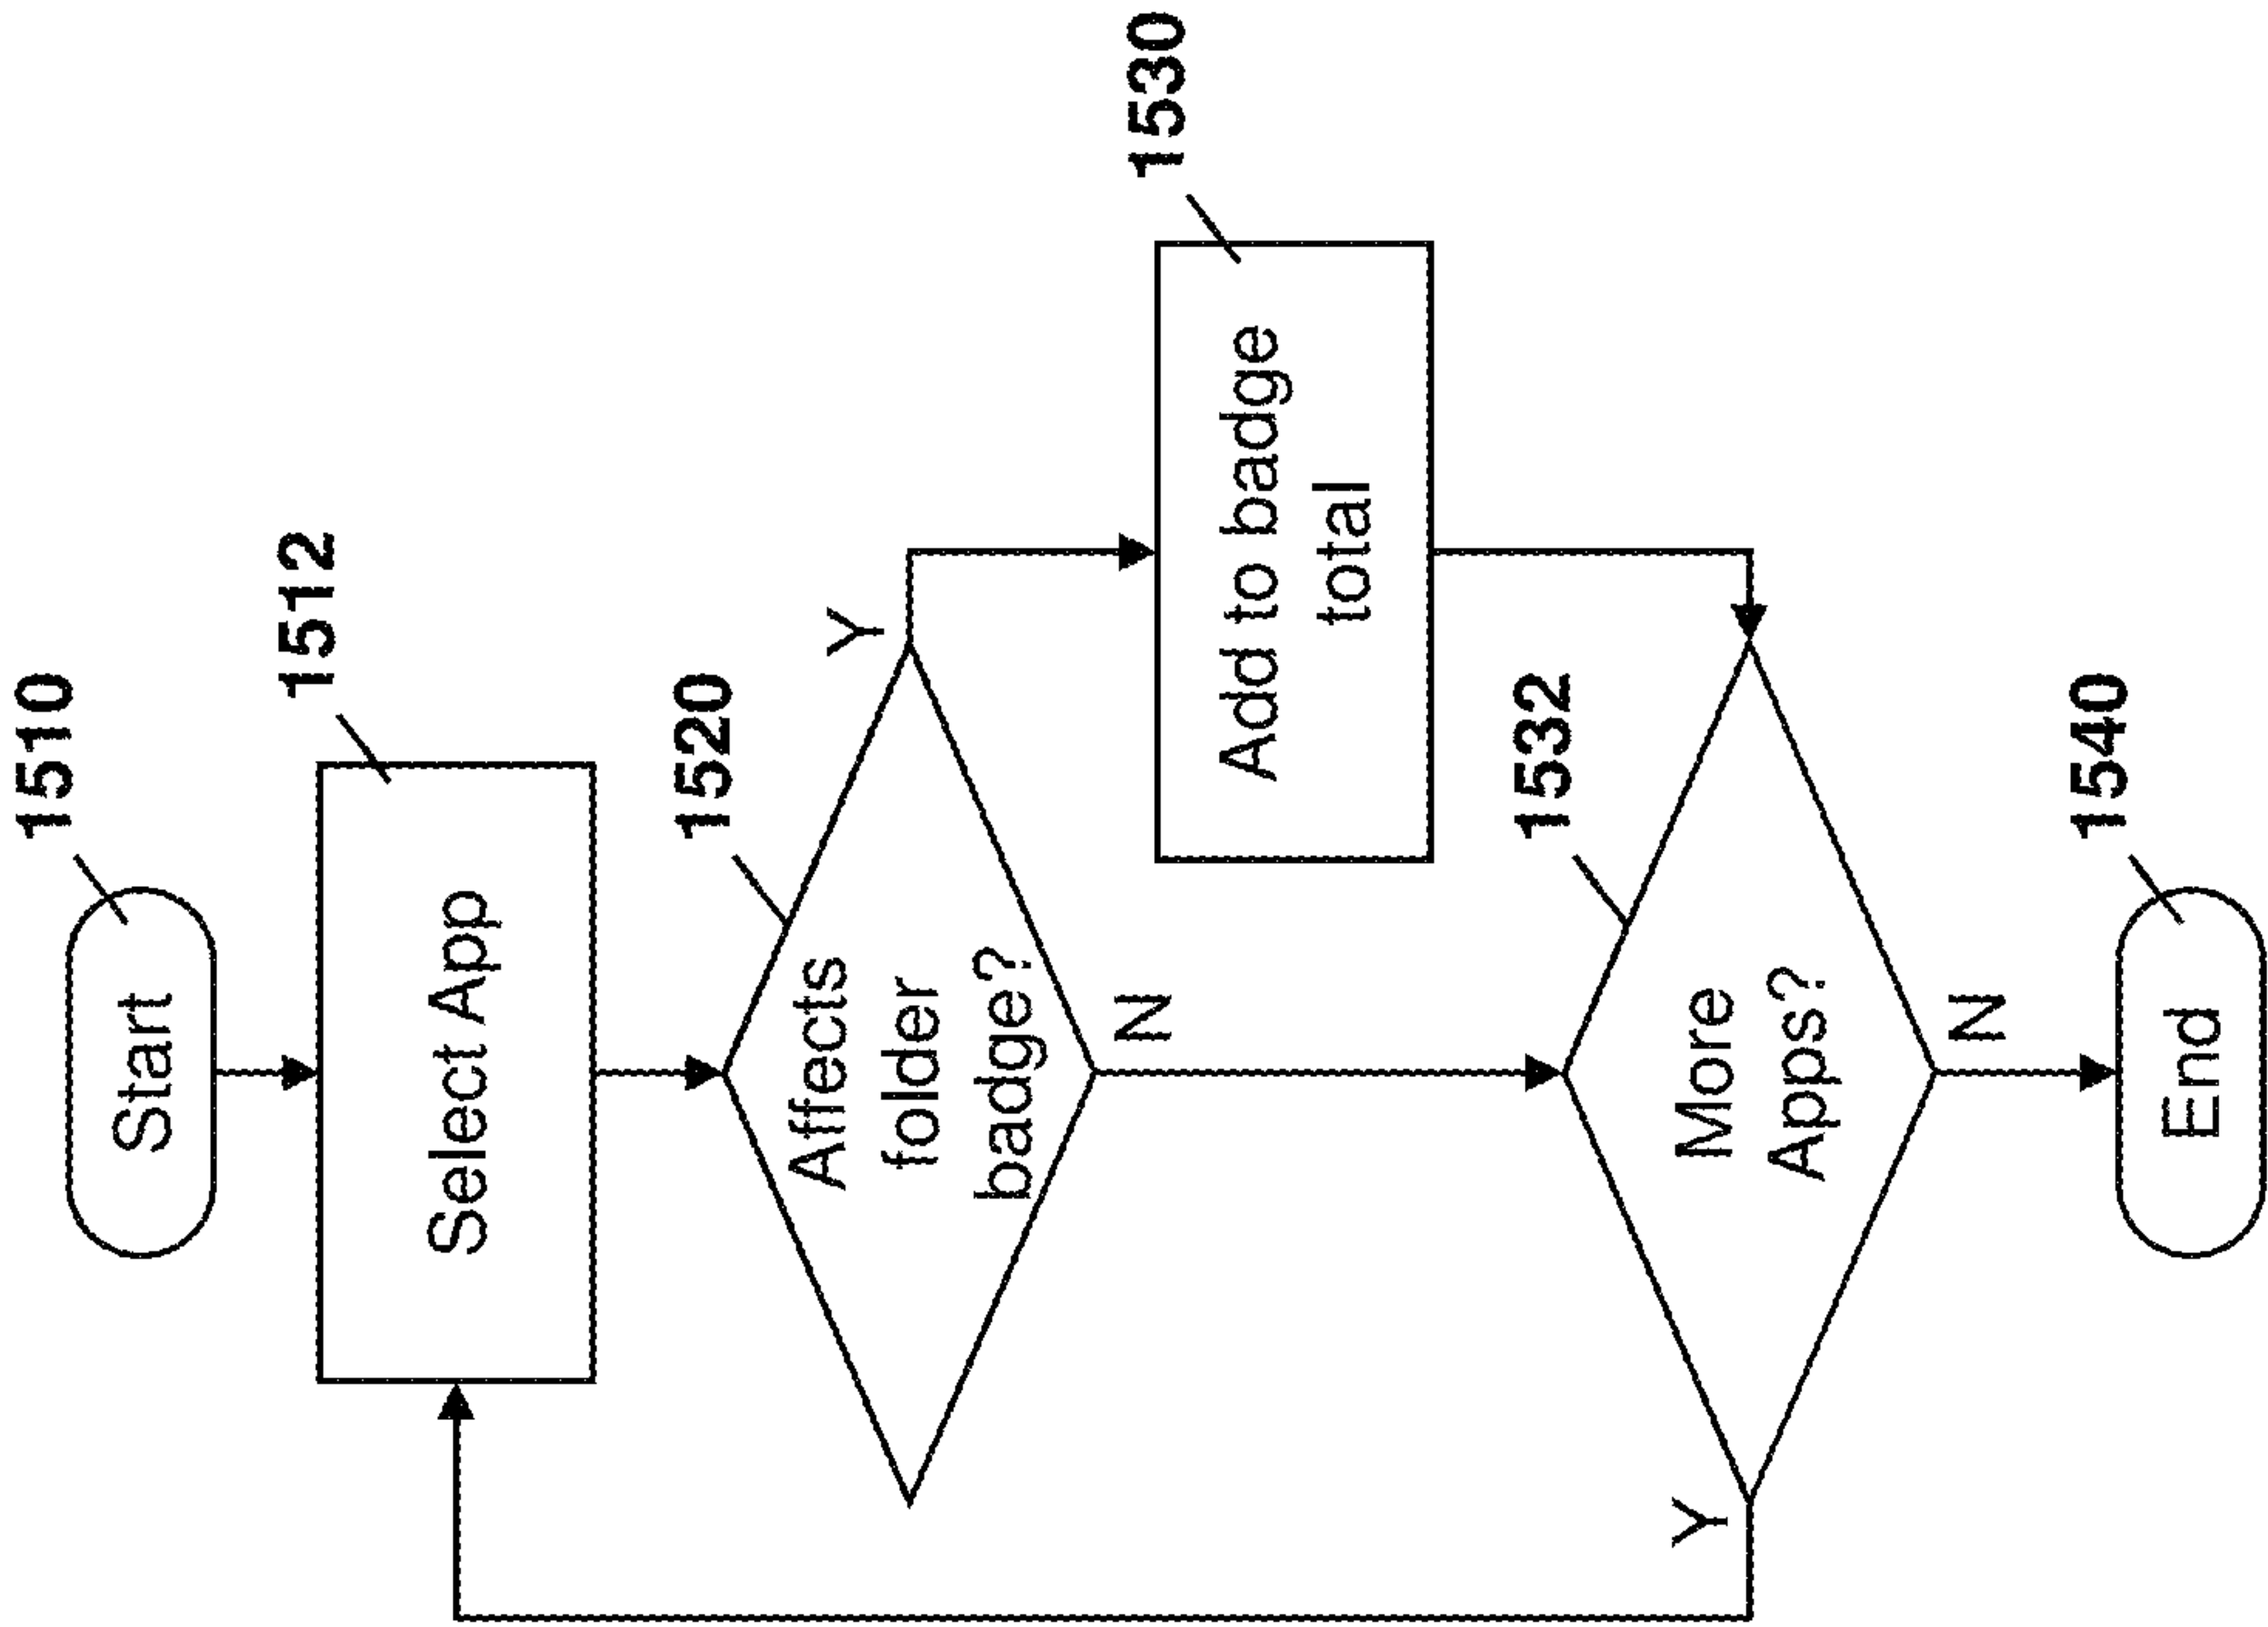 1510
Start
1512
Select App
1520
Affects
folder
badge?
Y
N
1530
Add to badge
total
1532
More
Apps?
Y
N
1540
End